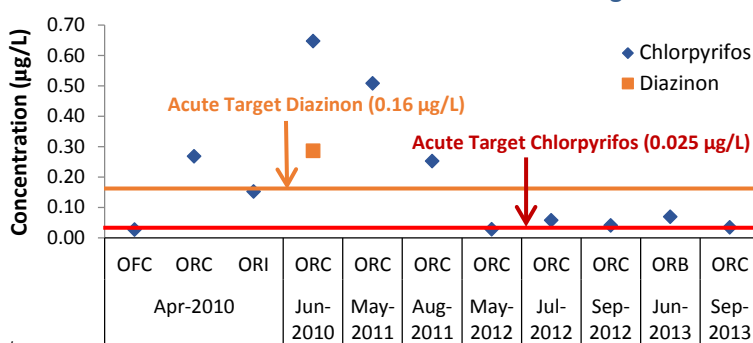 Concentration (µg/L)
0.70
0.60
0.50
0.40
0.30
0.20
0.10
0.00
Chlorpyrifos
Diazinon
Acute Target Diazinon (0.16 µg/L)
Acute Target Chlorpyrifos (0.025 µg/L)
OFC ORC ORI ORC ORC ORC ORC ORC ORC ORB ORC
Apr-2010 Jun- May- Aug- May- Jul- Sep- Jun- Sep-
2010 2011 2011 2012 2012 2012 2013 2013